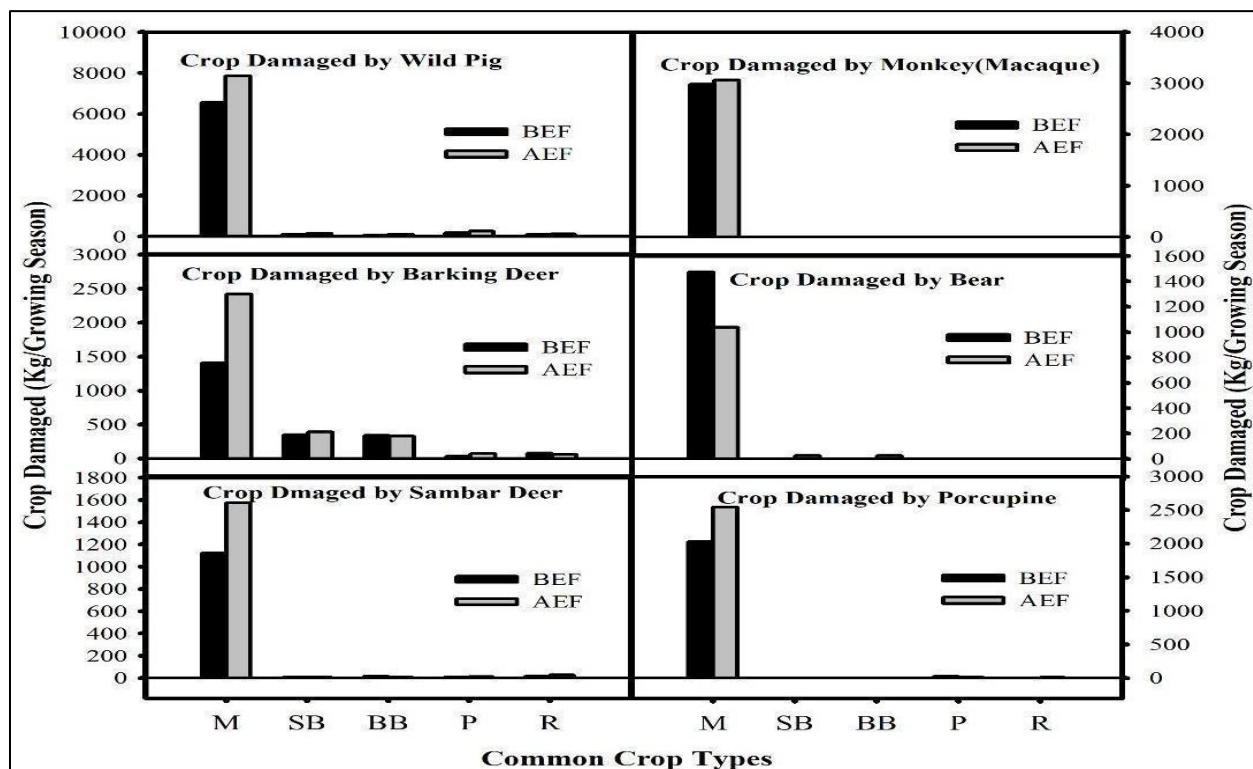 Crop Damaged (Kg/Growing Season)
10000
8000
6000
4000
2000
0
Crop Damaged by Wild Pig
BEF
AEF
Crop Damaged by Monkey(Macaque)
BEF
AEF
4000
3000
2000
1000
0
3000
2500
2000
1500
1000
500
0
Crop Damaged by Barking Deer
BEF
AEF
Crop Damaged by Bear
BEF
AEF
1600
1400
1200
1000
800
600
400
200
0
1800
1600
1400
1200
1000
800
600
400
200
0
Crop Dmaged by Sambar Deer
BEF
AEF
Crop Damaged by Porcupine
BEF
AEF
3000
2500
2000
1500
1000
500
0
Crop Damaged (Kg/Growing Season)
M SB BB P R M SB BB P R
Common Crop Types